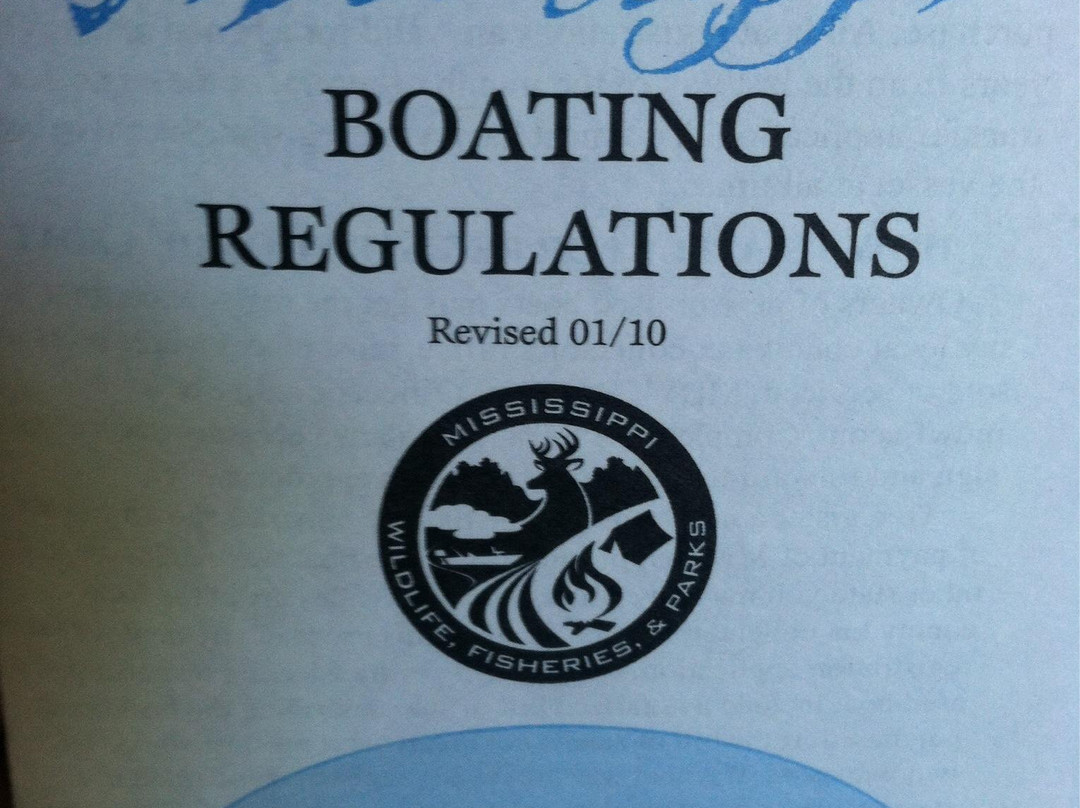 BOATING
REGULATIONS
Revised 01/10
MISSISSIPPI
WILDLIFE, FISHERIES, & PARKS